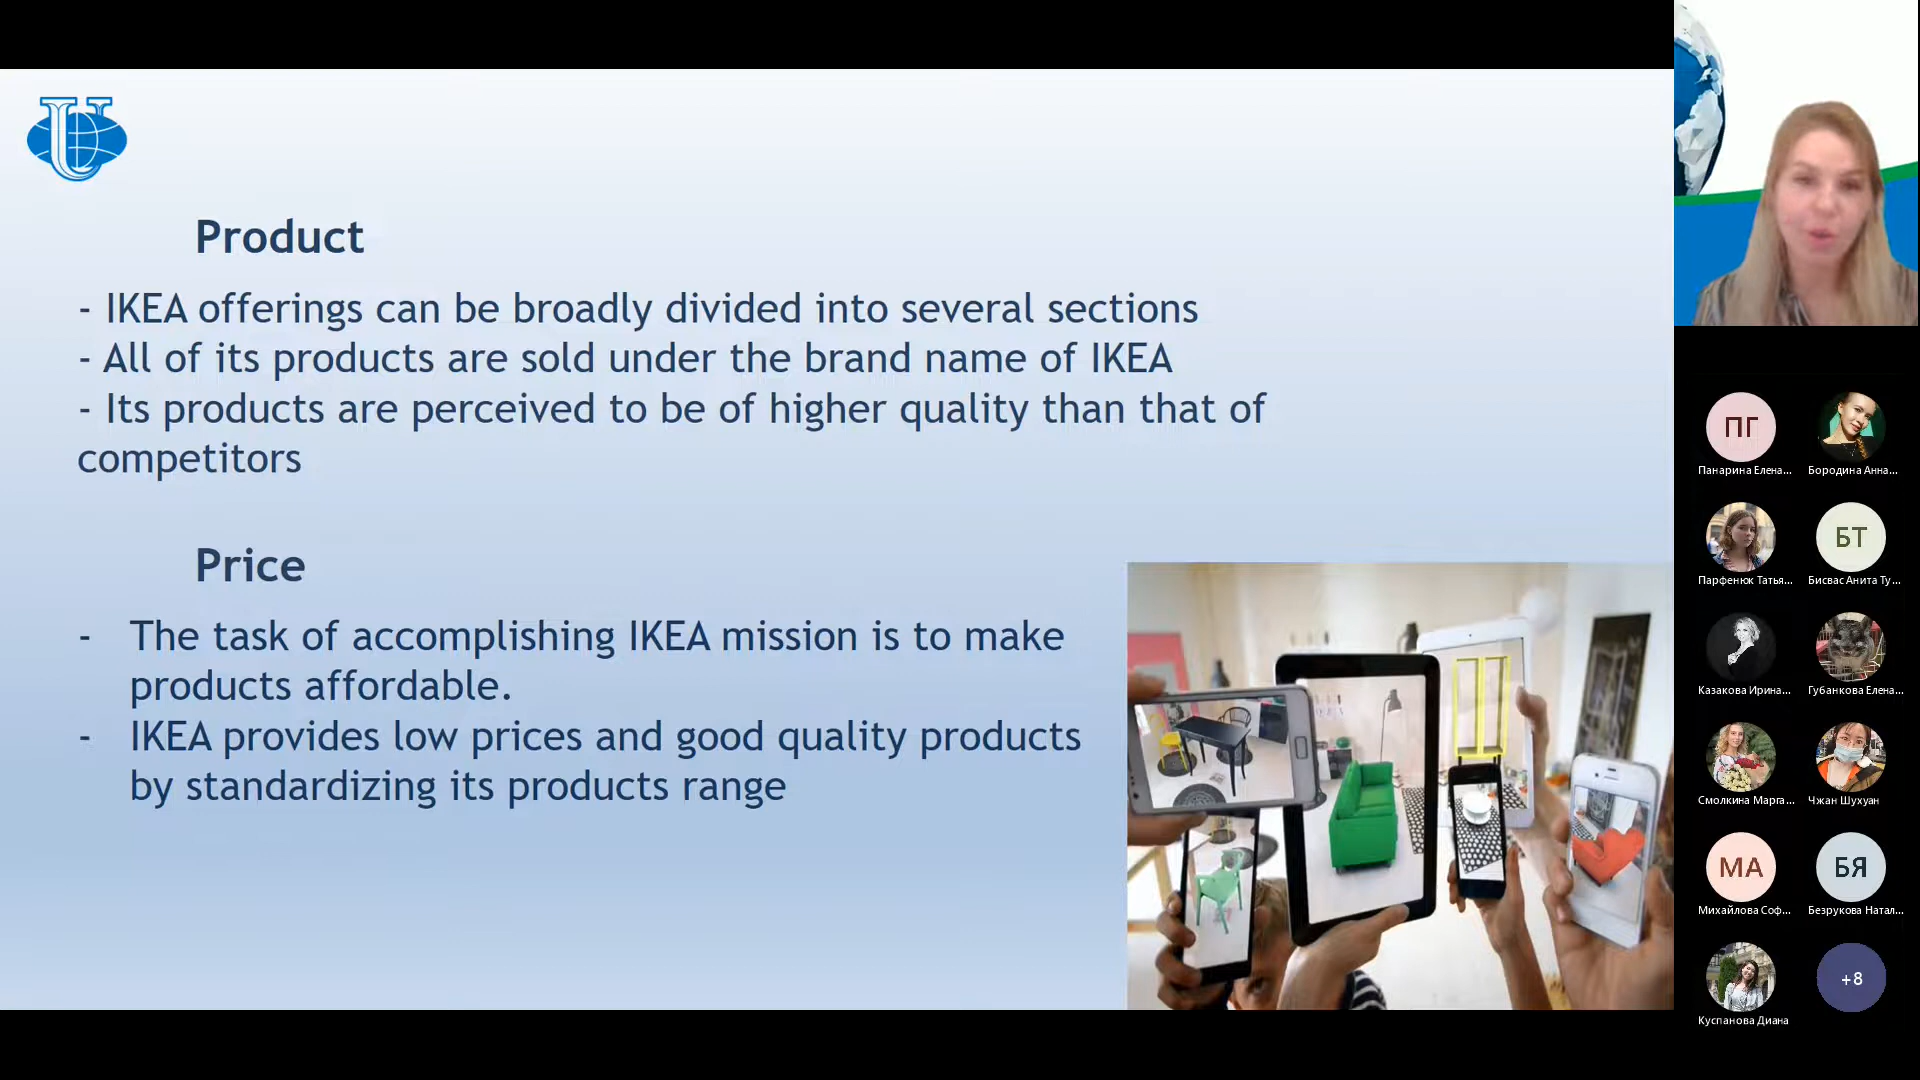 Product
- IKEA offerings can be broadly divided into several sections
- All of its products are sold under the brand name of IKEA
- Its products are perceived to be of higher quality than that of
competitors
Price
- The task of accomplishing IKEA mission is to make
products affordable.
- IKEA provides low prices and good quality products
by standardizing its products range
ПГ
Панарина Елена...
Бородина Анна...
Парфенюк Татья...
БТ
Бисвас Анита Ту...
Казакова Ирина...
Губанкова Елена...
Смолкина Марга...
Чжан Шухуан
МА
Михайлова Соф...
БЯ
Безрукова Натал...
Куспанова Диана
+8